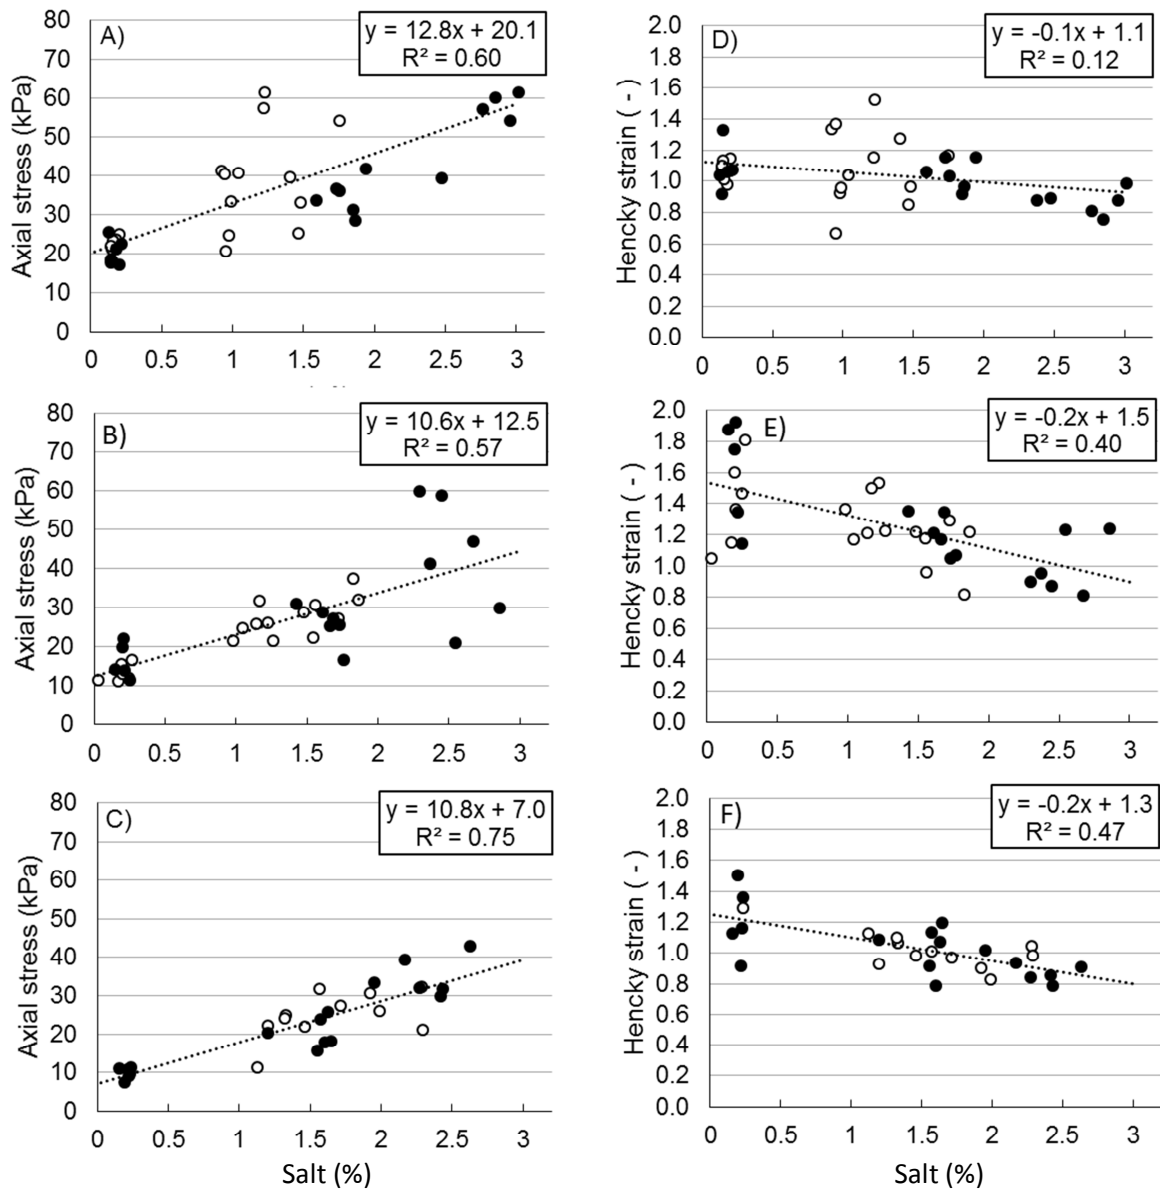 A)
y = 12.8x + 20.1
R² = 0.60
Axial stress (kPa)
80
70
60
50
40
30
20
10
0
0 0.5 1 1.5 2 2.5 3
D)
y = -0.1x + 1.1
R² = 0.12
Hencky strain ( - )
2.0
1.8
1.6
1.4
1.2
1.0
0.8
0.6
0.4
0.2
0.0
0 0.5 1 1.5 2 2.5 3
B)
y = 10.6x + 12.5
R² = 0.57
Axial stress (kPa)
80
70
60
50
40
30
20
10
0
0 0.5 1 1.5 2 2.5 3
E)
y = -0.2x + 1.5
R² = 0.40
Hencky strain ( - )
2.0
1.8
1.6
1.4
1.2
1.0
0.8
0.6
0.4
0.2
0.0
0 0.5 1 1.5 2 2.5 3
C)
y = 10.8x + 7.0
R² = 0.75
Axial stress (kPa)
80
70
60
50
40
30
20
10
0
0 0.5 1 1.5 2 2.5 3
Salt (%)
F)
y = -0.2x + 1.3
R² = 0.47
Hencky strain ( - )
2.0
1.8
1.6
1.4
1.2
1.0
0.8
0.6
0.4
0.2
0.0
0 0.5 1 1.5 2 2.5 3
Salt (%)